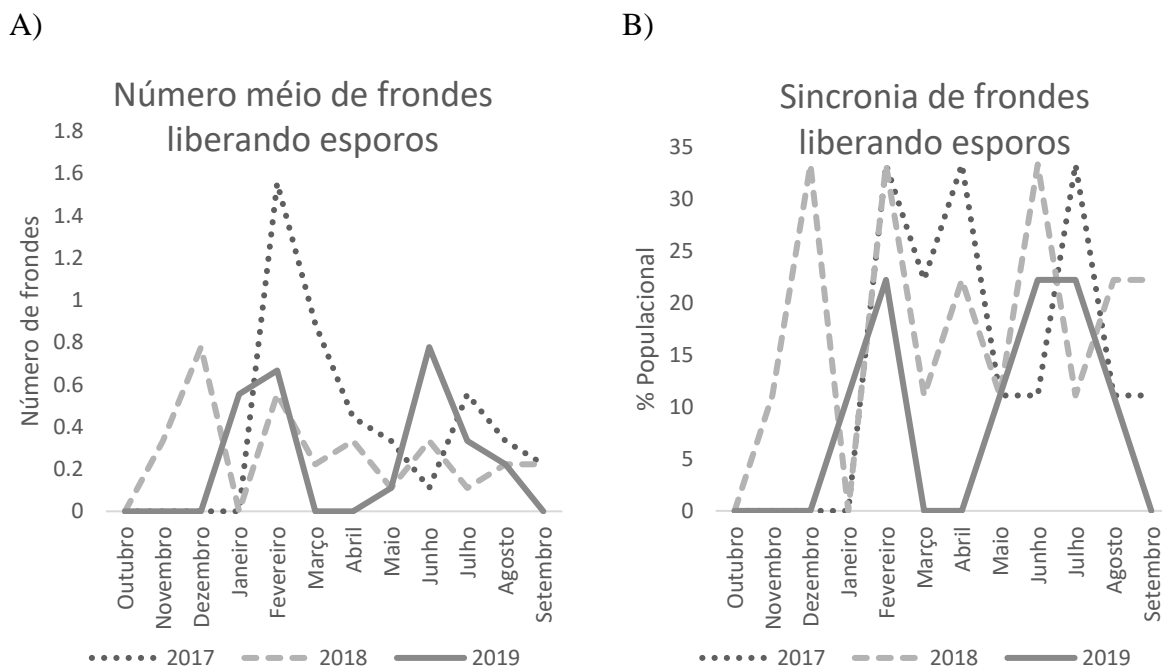 A)
B)
Número méio de frondes
liberando esporos
Número de frondes
1.8
1.6
1.4
1.2
1
0.8
0.6
0.4
0.2
0
Outubro
Novembro
Dezembro
Janeiro
Fevereiro
Março
Abril
Maio
Junho
Julho
Agosto
Setembro
2017
2018
2019
Sincronia de frondes
liberando esporos
% Populacional
35
30
25
20
15
10
5
0
Outubro
Novembro
Dezembro
Janeiro
Fevereiro
Março
Abril
Maio
Junho
Julho
Agosto
Setembro
2017
2018
2019